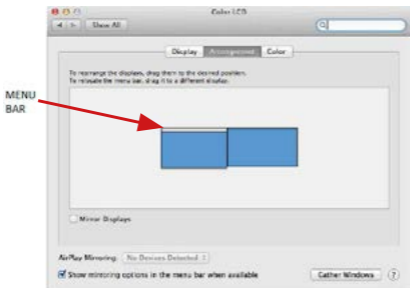 Color LCD
Show All
Display Arrangement Color
To rearrange the displays, drag them to the desired position.
To relocate the menu bar, drag it to a different display.
MENU
BAR
Mirror Displays
AirPlay Mirroring: No Devices Detected
Show mirroring options in the menu bar when available
Gather Windows ?